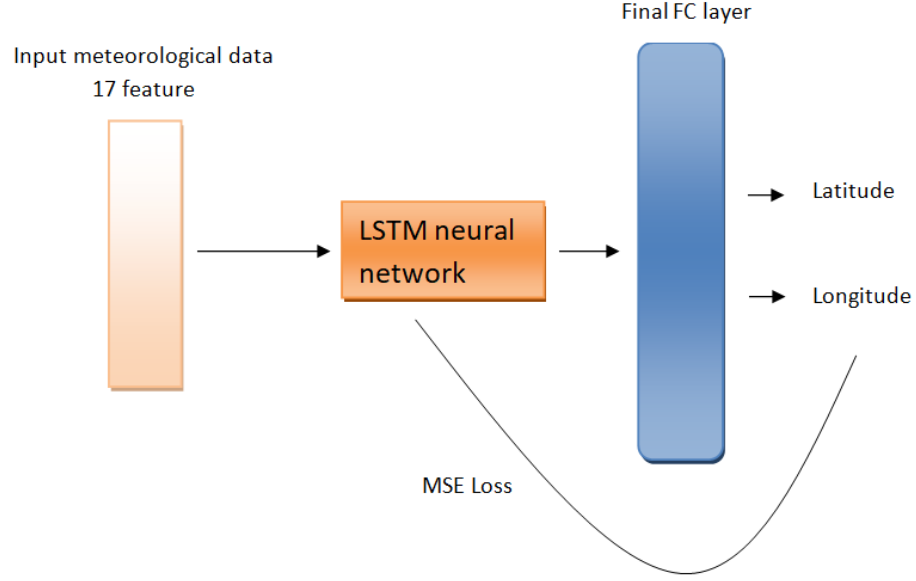 Final FC layer
Input meteorological data
17 feature
LSTM neural
network
Latitude
Longitude
MSE Loss